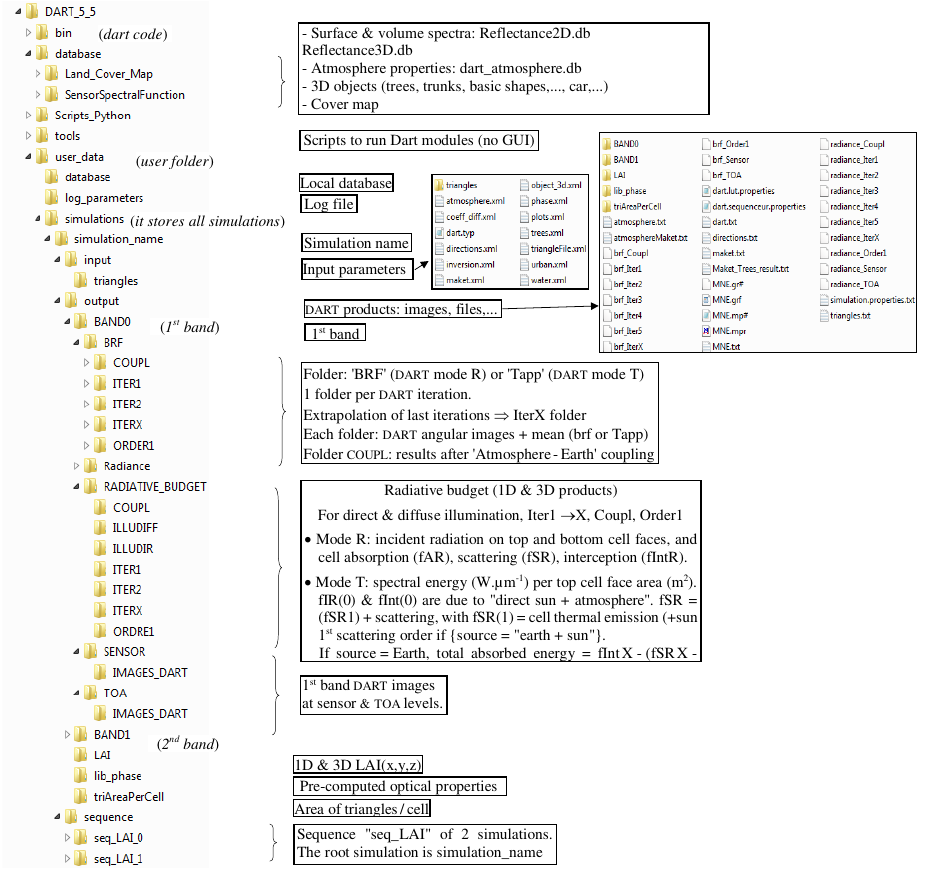 DART_5_5
bin (dart code)
database
Land_Cover_Map
SensorSpectralFunction
Scripts_Python
tools
user_data (user folder)
database
log_parameters
simulations (it stores all simulations)
simulation_name
input
triangles
output
BAND0 (1st band)
BRF
COUPL
ITER1
ITER2
ITERX
ORDER1
Radiance
RADIATIVE_BUDGET
COUPL
ILLUDIFF
ILLUDIR
ITER1
ITER2
ITERX
ORDRE1
SENSOR
IMAGES_DART
TOA
IMAGES_DART
BAND1 (2nd band)
LAI
lib_phase
triAreaPerCell
sequence
seq_LAI_0
seq_LAI_1
- Surface & volume spectra: Reflectance2D.db
Reflectance3D.db
- Atmosphere properties: dart_atmosphere.db
- 3D objects (trees, trunks, basic shapes,..., car,...)
- Cover map
Scripts to run Dart modules (no GUI)
Local database
Log file
Simulation name
Input parameters
triangles
atmosphere.xml
coeff_diff.xml
dart.typ
directions.xml
inversion.xml
maket.xml
object_3d.xml
phase.xml
plots.xml
trees.xml
triangleFile.xml
urban.xml
water.xml
DART products: images, files,...
1st band
BAND0
BAND1
LAI
lib_phase
triAreaPerCell
atmosphere.txt
atmosphereMaket.txt
brf_Coupl
brf_Iter1
brf_Iter2
brf_Iter3
brf_Iter4
brf_Iter5
brf_IterX
brf_Order1
brf_Sensor
brf_TOA
dart.lut.properties
dart.sequenceur.properties
dart.txt
directions.txt
maket.txt
Maket_Trees_result.txt
MNE.gr#
MNE.grf
MNE.mp#
MNE.mpr
MNE.txt
radiance_Coupl
radiance_Iter1
radiance_Iter2
radiance_Iter3
radiance_Iter4
radiance_Iter5
radiance_IterX
radiance_Order1
radiance_Sensor
radiance_TOA
simulation.properties.txt
triangles.txt
Folder: 'BRF' (DART mode R) or 'Tapp' (DART mode T)
1 folder per DART iteration.
Extrapolation of last iterations ⇒ IterX folder
Each folder: DART angular images + mean (brf or Tapp)
Folder COUPL: results after 'Atmosphere - Earth' coupling
Radiative budget (1D & 3D products)
For direct & diffuse illumination, Iter1 →X, Coupl, Order1
• Mode R: incident radiation on top and bottom cell faces, and
cell absorption (fAR), scattering (fSR), interception (fIntR).
• Mode T: spectral energy (W.µm-1) per top cell face area (m2).
fIR(0) & fInt(0) are due to "direct sun + atmosphere". fSR =
(fSR1) + scattering, with fSR(1) = cell thermal emission (+sun
1st scattering order if {source = "earth + sun"}.
If source = Earth, total absorbed energy = fInt X - (fSR X -
1st band DART images
at sensor & TOA levels.
1D & 3D LAI(x,y,z)
Pre-computed optical properties
Area of triangles / cell
Sequence "seq_LAI" of 2 simulations.
The root simulation is simulation_name